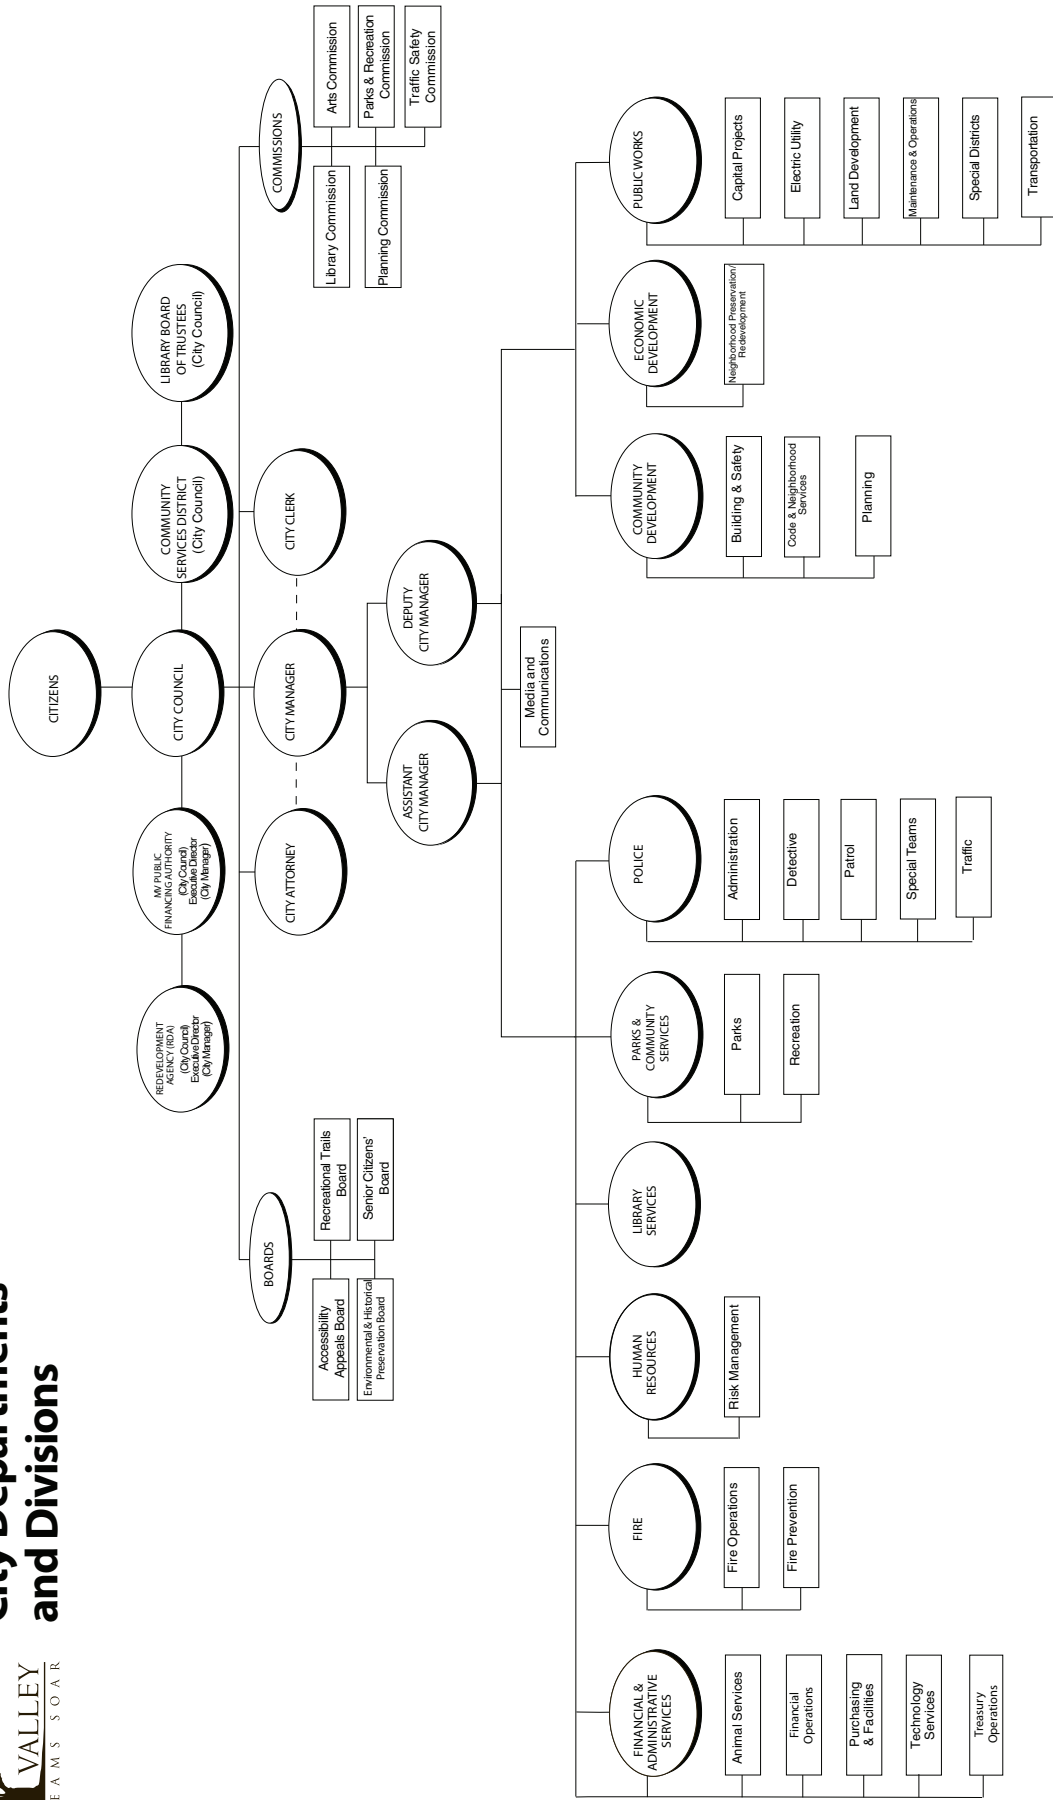 VALLEY
EAMS SOAR
City Departments
and Divisions
CITIZENS
REDEVELOPMENT
AGENCY (RDA)
(City Council)
Executive Director
(City Manager)
MV PUBLIC
FINANCING AUTHORITY
(City Council)
Executive Director
(City Manager)
CITY COUNCIL
COMMUNITY
SERVICES DISTRICT
(City Council)
LIBRARY BOARD
OF TRUSTEES
(City Council)
BOARDS
Accessibility
Appeals Board
Recreational Trails
Board
Environmental & Historical
Preservation Board
Senior Citizens'
Board
CITY ATTORNEY
CITY MANAGER
CITY CLERK
COMMISSIONS
Library Commission
Arts Commission
Planning Commission
Parks & Recreation
Commission
Traffic Safety
Commission
ASSISTANT
CITY MANAGER
DEPUTY
CITY MANAGER
Media and
Communications
FINANCIAL &
ADMINISTRATIVE
SERVICES
Animal Services
Financial
Operations
Purchasing
& Facilities
Technology
Services
Treasury
Operations
FIRE
Fire Operations
Fire Prevention
HUMAN
RESOURCES
Risk Management
LIBRARY
SERVICES
PARKS &
COMMUNITY
SERVICES
Parks
Recreation
POLICE
Administration
Detective
Patrol
Special Teams
Traffic
COMMUNITY
DEVELOPMENT
Building & Safety
Code & Neighborhood
Services
Planning
ECONOMIC
DEVELOPMENT
Neighborhood Preservation/
Redevelopment
PUBLIC WORKS
Capital Projects
Electric Utility
Land Development
Maintenance & Operations
Special Districts
Transportation